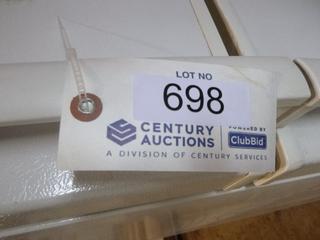 LOT NO
698
CENTURY AUCTIONS
POWERED BY
ClubBid
A DIVISION OF CENTURY SERVICES